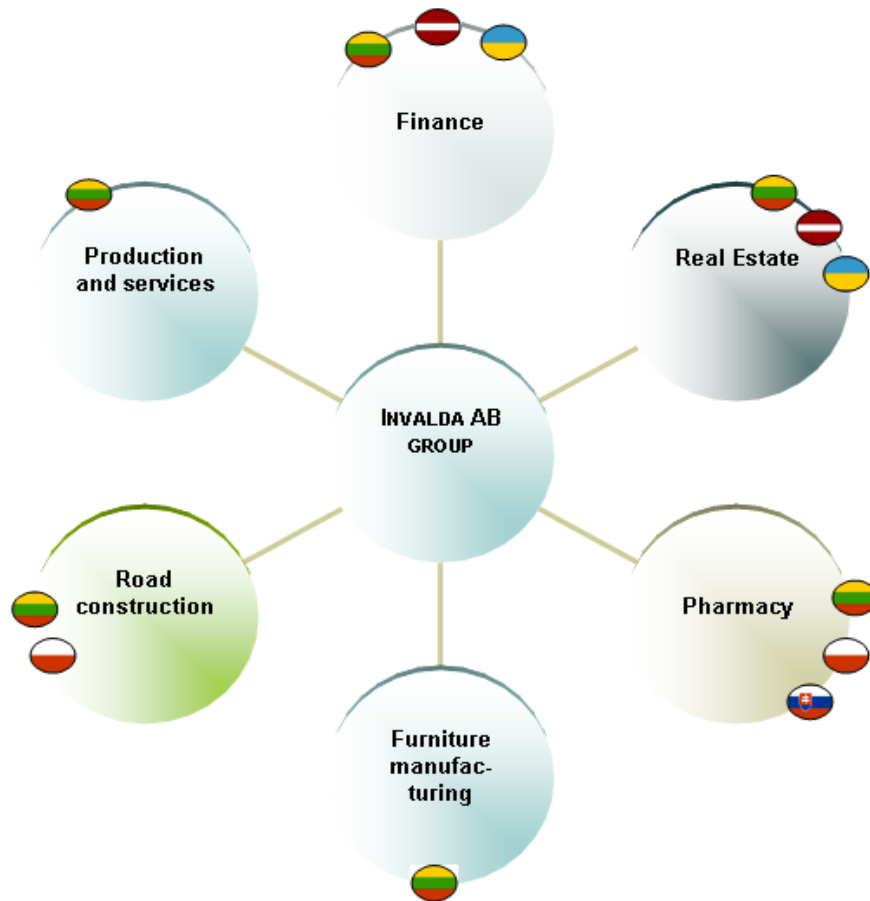 Finance
Production
and services
Real Estate
INVALDA AB
GROUP
Road
construction
Pharmacy
Furniture
manufac-
turing